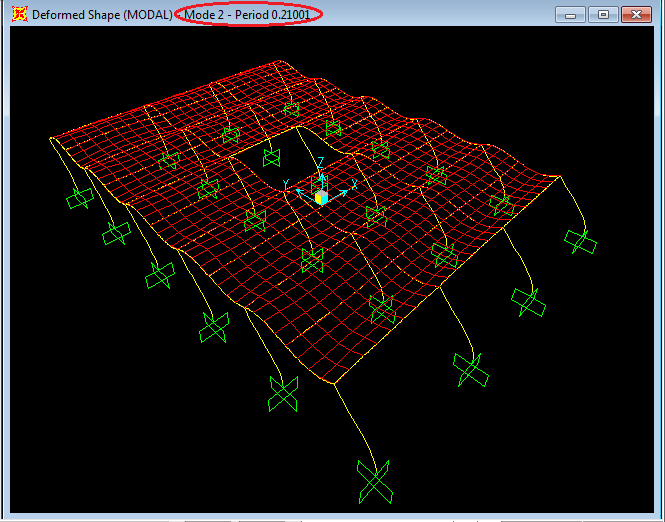 Deformed Shape (MODAL) - Mode 2 - Period 0.21001
Z
Y
X